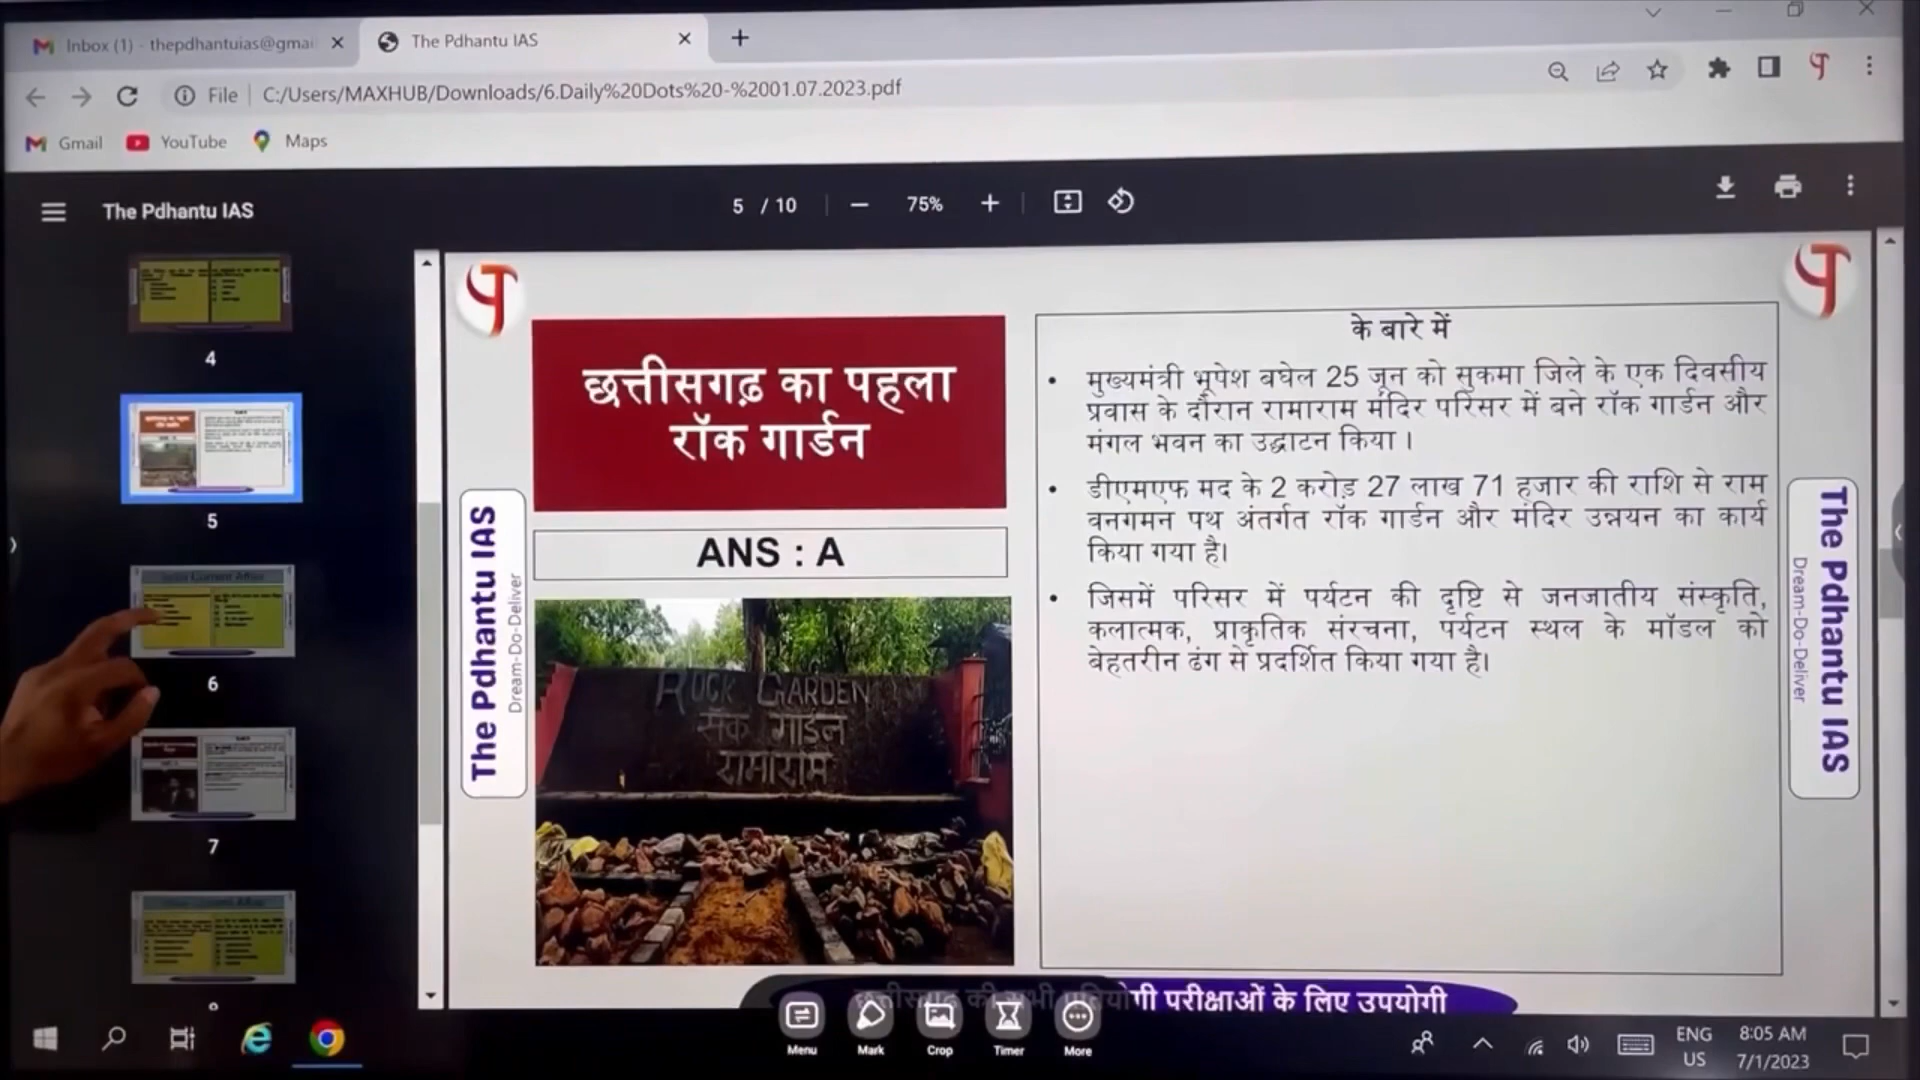 Inbox (1) - thepdhantuias@gmai
The Pdhantu IAS
File
C:/Users/MAXHUB/Downloads/6.Daily%20Dots%20-%2001.07.2023.pdf
Gmail
YouTube
Maps
The Pdhantu IAS
5 / 10
75%
4
5
6
7
छत्तीसगढ़ का पहला
रॉक गार्डन
ANS : A
ROCK GARDEN
रॉक गार्डन
रामाराम
The Pdhantu IAS
Dream-Do-Deliver
के बारे में
• मुख्यमंत्री भूपेश बघेल 25 जून को सुकमा जिले के एक दिवसीय
प्रवास के दौरान रामाराम मंदिर परिसर में बने रॉक गार्डन और
मंगल भवन का उद्घाटन किया ।
• डीएमएफ मद के 2 करोड़ 27 लाख 71 हजार की राशि से राम
वनगमन पथ अंतर्गत रॉक गार्डन और मंदिर उन्नयन का कार्य
किया गया है।
• जिसमें परिसर में पर्यटन की दृष्टि से जनजातीय संस्कृति,
कलात्मक, प्राकृतिक संरचना, पर्यटन स्थल के मॉडल को
बेहतरीन ढंग से प्रदर्शित किया गया है।
The Pdhantu IAS
Dream-Do-Deliver
परीक्षाओं के लिए उपयोगी
Menu
Mark
Crop
Timer
More
ENG
US
8:05 AM
7/1/2023